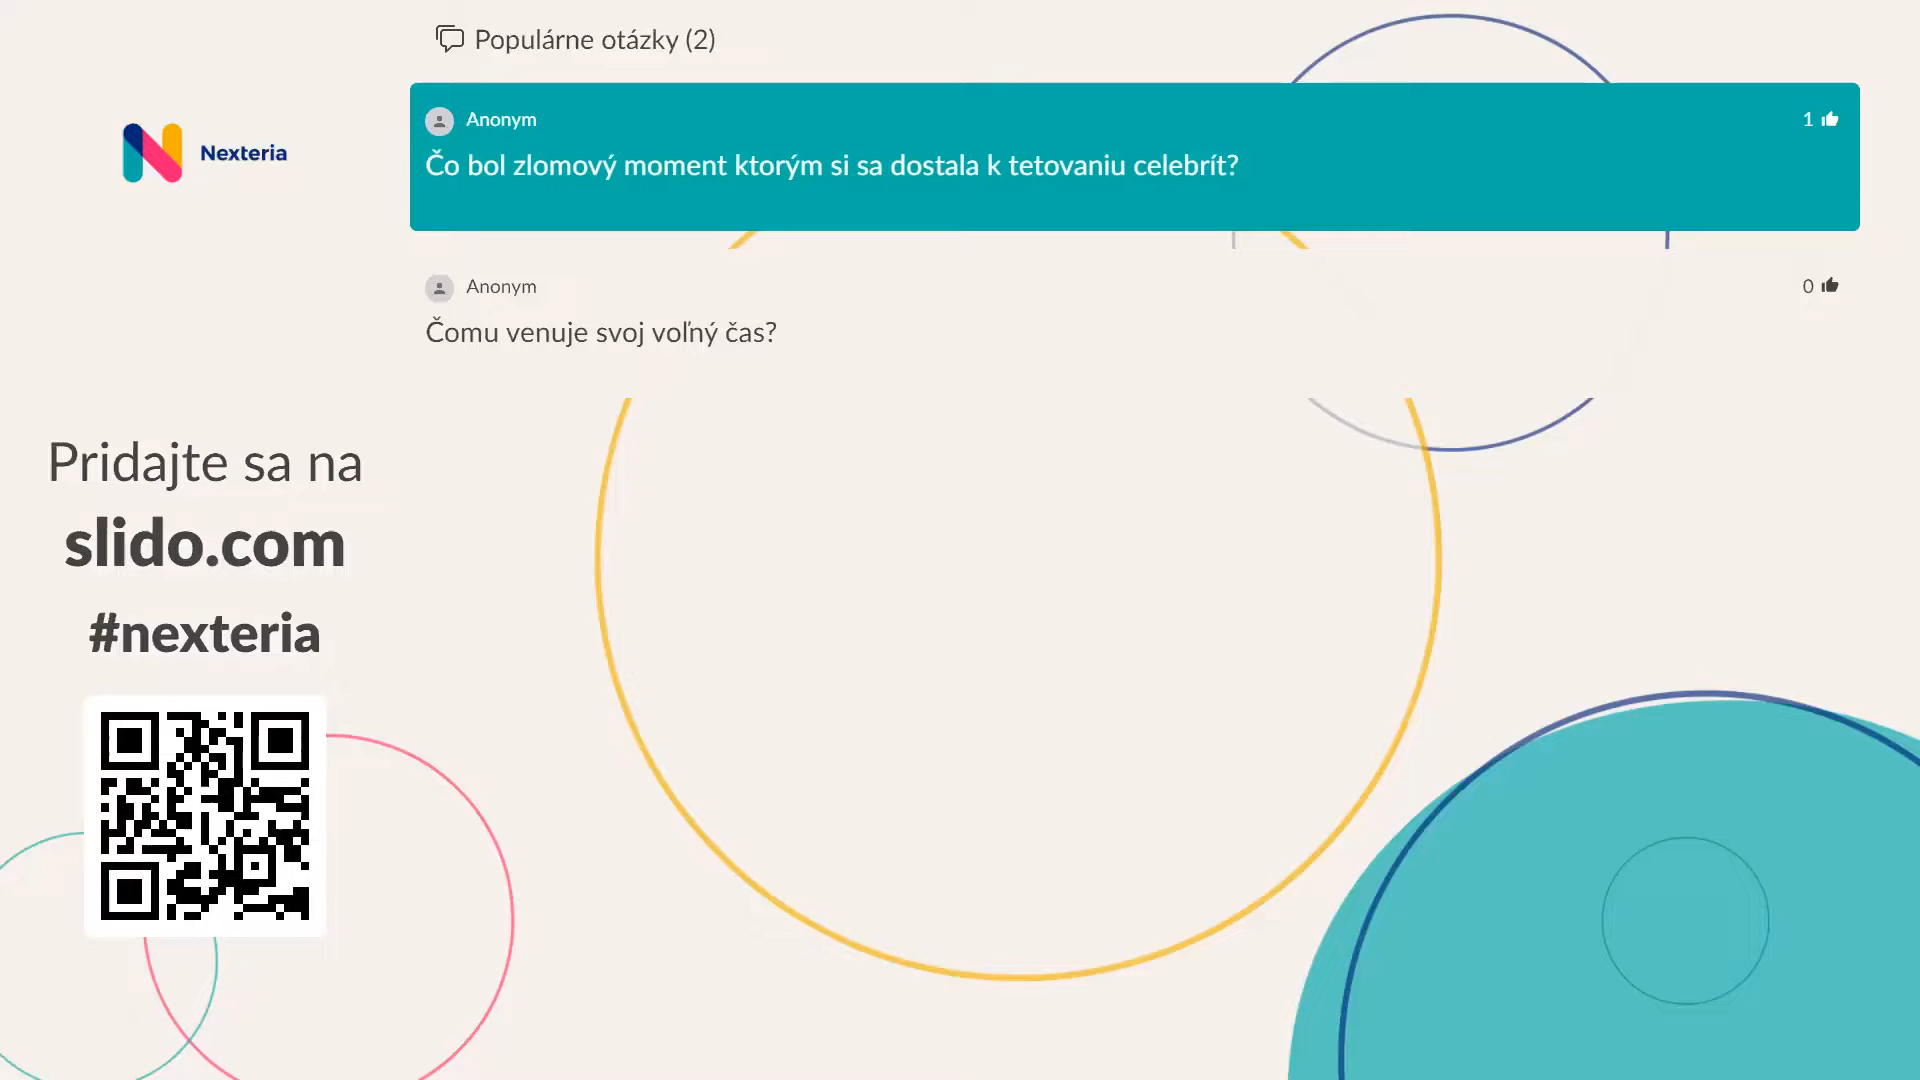 Populárne otázky (2)
Nexteria
Anonym
1
Čo bol zlomový moment ktorým si sa dostala k tetovaniu celebrít?
Anonym
0
Čomu venuje svoj voľný čas?
Pridajte sa na
slido.com
#nexteria